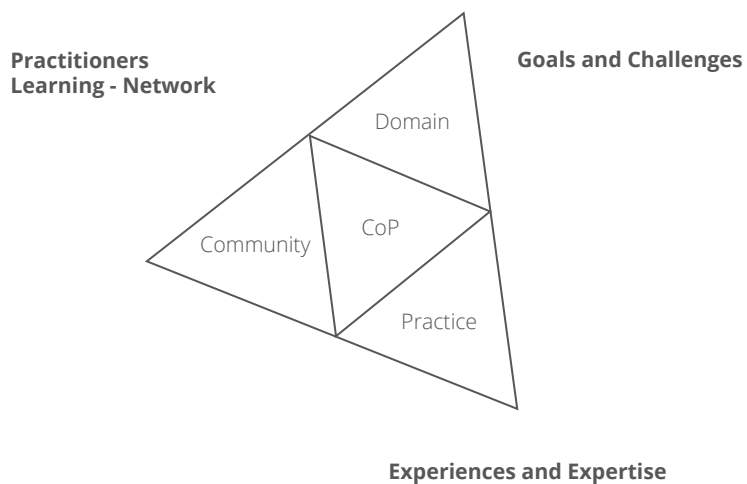 Practitioners
Learning - Network
Goals and Challenges
Domain
Community
CoP
Practice
Experiences and Expertise